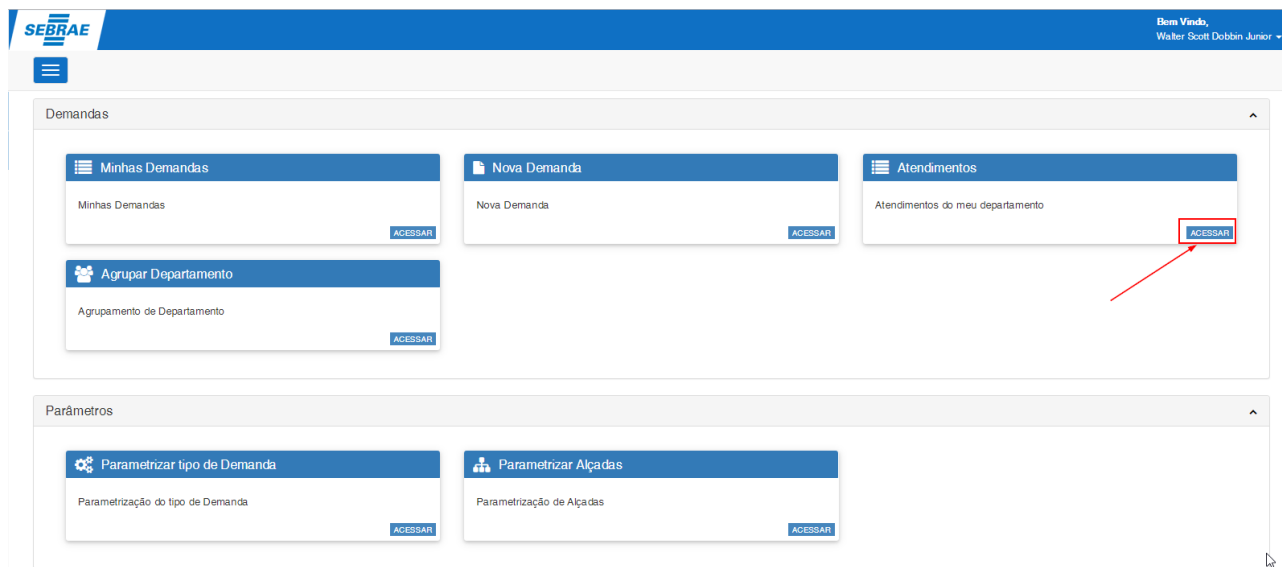 SEBRAE
Bem Vindo,
Walter Scott Dobbin Junior
Demandas
Minhas Demandas
Minhas Demandas
ACESSAR
Nova Demanda
Nova Demanda
ACESSAR
Atendimentos
Atendimentos do meu departamento
ACESSAR
Agrupar Departamento
Agrupamento de Departamento
ACESSAR
Parâmetros
Parametrizar tipo de Demanda
Parametrização do tipo de Demanda
ACESSAR
Parametrizar Alçadas
Parametrização de Alçadas
ACESSAR